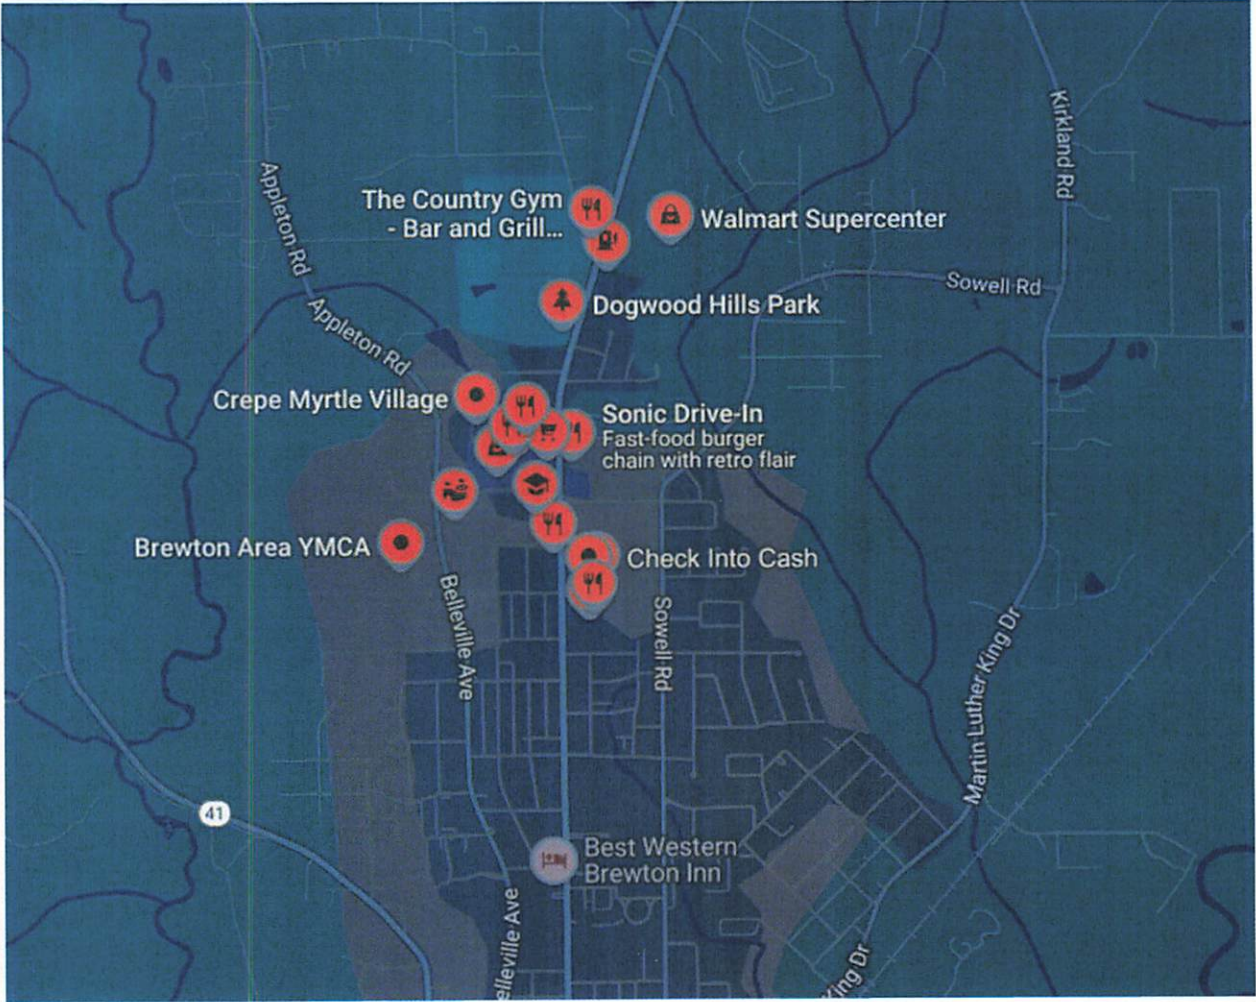 Kirkland Rd
Appleton Rd
The Country Gym
- Bar and Grill...
Walmart Supercenter
Sowell Rd
Dogwood Hills Park
Appleton Rd
Crepe Myrtle Village
Sonic Drive-In
Fast-food burger
chain with retro flair
Brewton Area YMCA
Check Into Cash
Belleville Ave
Sowell Rd
Martin Luther King Dr
41
Best Western
Brewton Inn
elleville Ave
King Dr